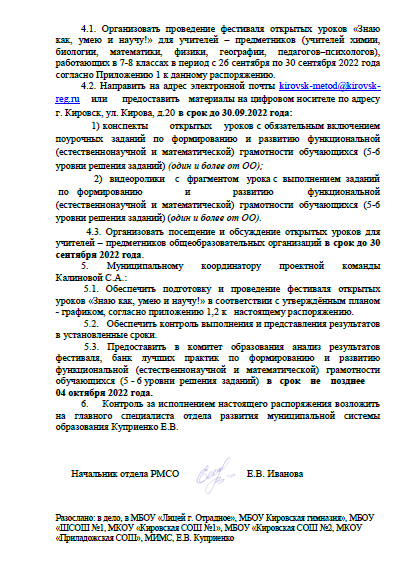 4.1. Организовать проведение фестиваля открытых уроков «Знаю
как, умею и научу!» для учителей – предметников (учителей химии,
биологии, математики, физики, географии, педагогов–психологов),
работающих в 7-8 классах в период с 26 сентября по 30 сентября 2022 года
согласно Приложению 1 к данному распоряжению.
4.2. Направить на адрес электронной почты kirovsk-metod@kirovsk-
reg.ru или предоставить материалы на цифровом носителе по адресу
г. Кировск, ул. Кирова, д.20 в срок до 30.09.2022 года:
1) конспекты открытых уроков с обязательным включением
поурочных заданий по формированию и развитию функциональной
(естественнонаучной и математической) грамотности обучающихся (5-6
уровни решения заданий) (один и более от ОО);
2) видеоролики с фрагментом урока с выполнением заданий
по формированию и развитию функциональной
(естественнонаучной и математической) грамотности обучающихся (5-6
уровни решения заданий) (один и более от ОО).
4.3. Организовать посещение и обсуждение открытых уроков для
учителей – предметников общеобразовательных организаций в срок до 30
сентября 2022 года.
5. Муниципальному координатору проектной команды
Калиновой С.А.:
5.1. Обеспечить подготовку и проведение фестиваля открытых
уроков «Знаю как, умею и научу!» в соответствии с утверждённым планом
- графиком, согласно приложению 1,2 к настоящему распоряжению.
5.2. Обеспечить контроль выполнения и представления результатов
в установленные сроки.
5.3. Предоставить в комитет образования анализ результатов
фестиваля, банк лучших практик по формированию и развитию
функциональной (естественнонаучной и математической) грамотности
обучающихся (5 - 6 уровни решения заданий) в срок не позднее
04 октября 2022 года.
6. Контроль за исполнением настоящего распоряжения возложить
на главного специалиста отдела развития муниципальной системы
образования Куприенко Е.В.
Начальник отдела РМСО Е.В. Иванова
Разослано: в дело, в МБОУ «Лицей г. Отрадное», МБОУ Кировская гимназия», МБОУ
«ШСОШ №1, МКОУ «Кировская СОШ №1», МБОУ «Кировская СОШ №2, МКОУ
«Приладожская СОШ», МИМС, Е.В. Куприенко